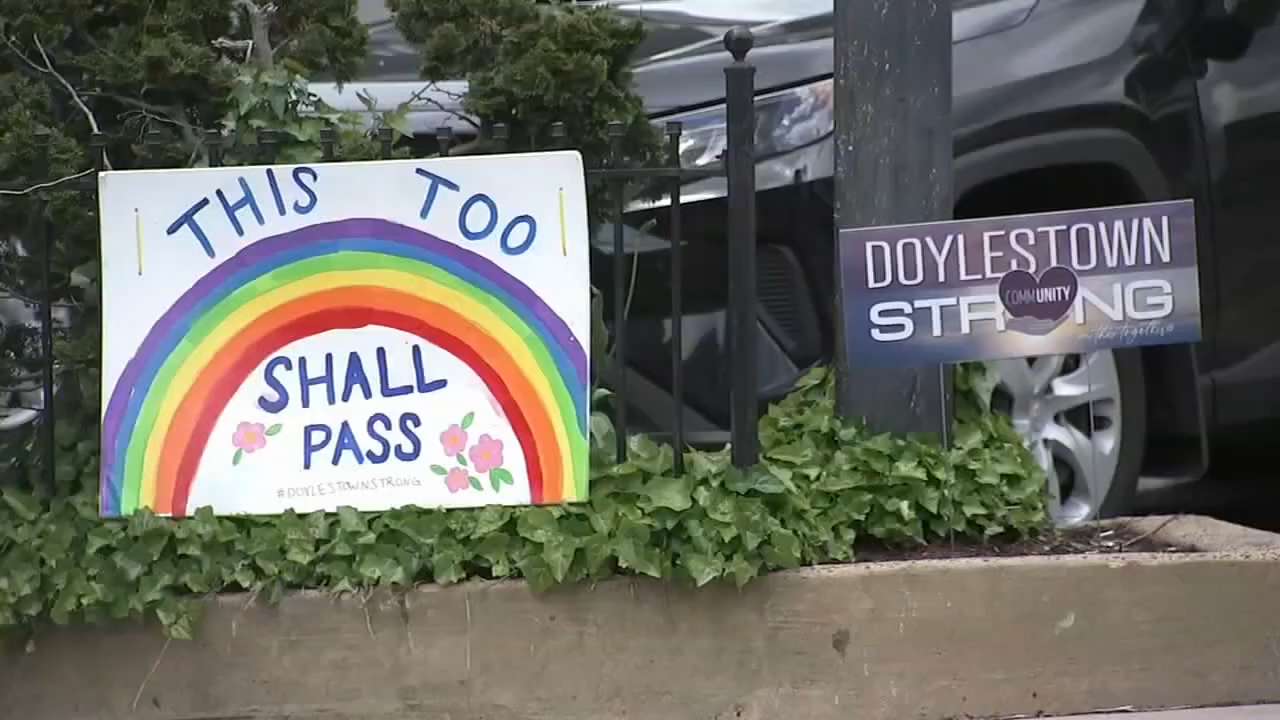 THIS TOO
SHALL
PASS
#DOYLESTOWNSTRONG
DOYLESTOWN
STRONG
COMMUNITY